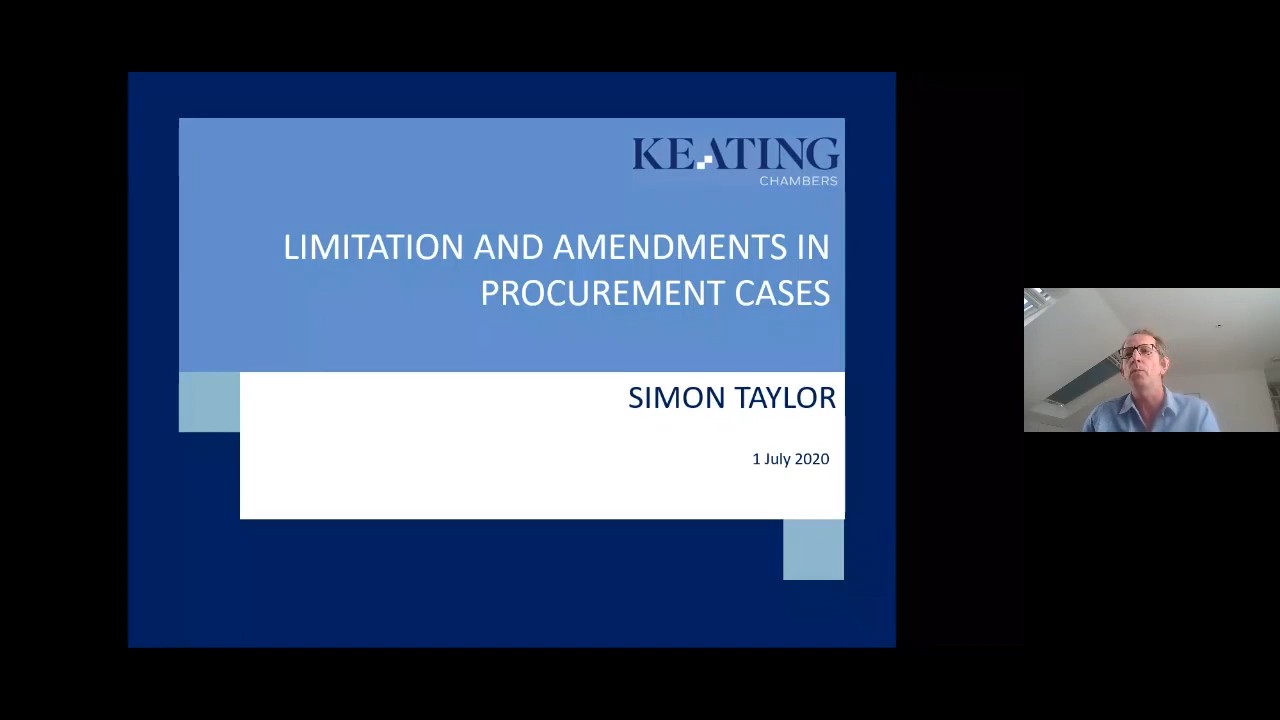 KEATING
CHAMBERS
LIMITATION AND AMENDMENTS IN
PROCUREMENT CASES
SIMON TAYLOR
1 July 2020